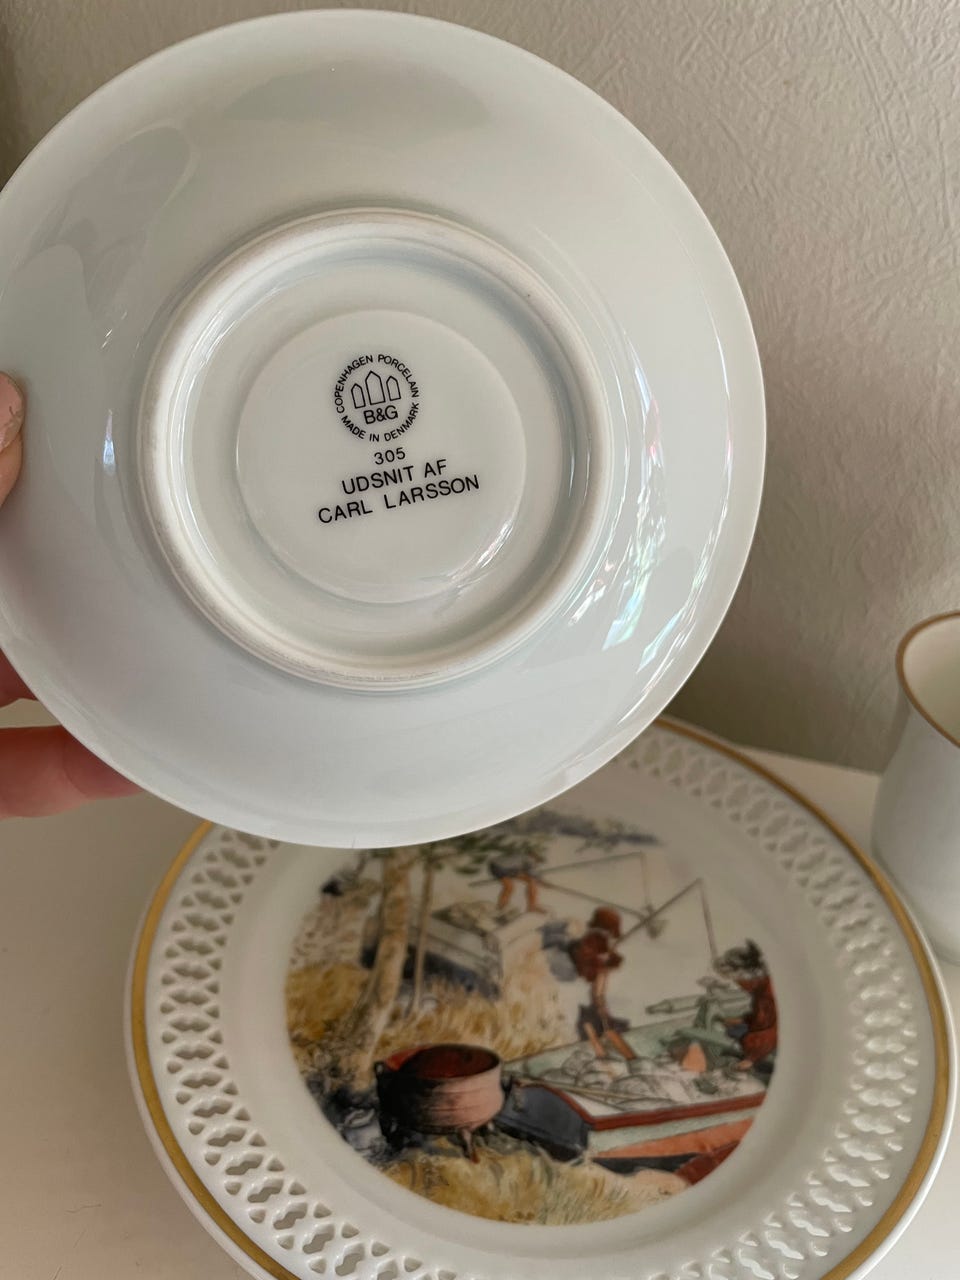 COPENHAGEN PORCELAIN
B&G
MADE IN DENMARK
305
UDSNIT AF
CARL LARSSON